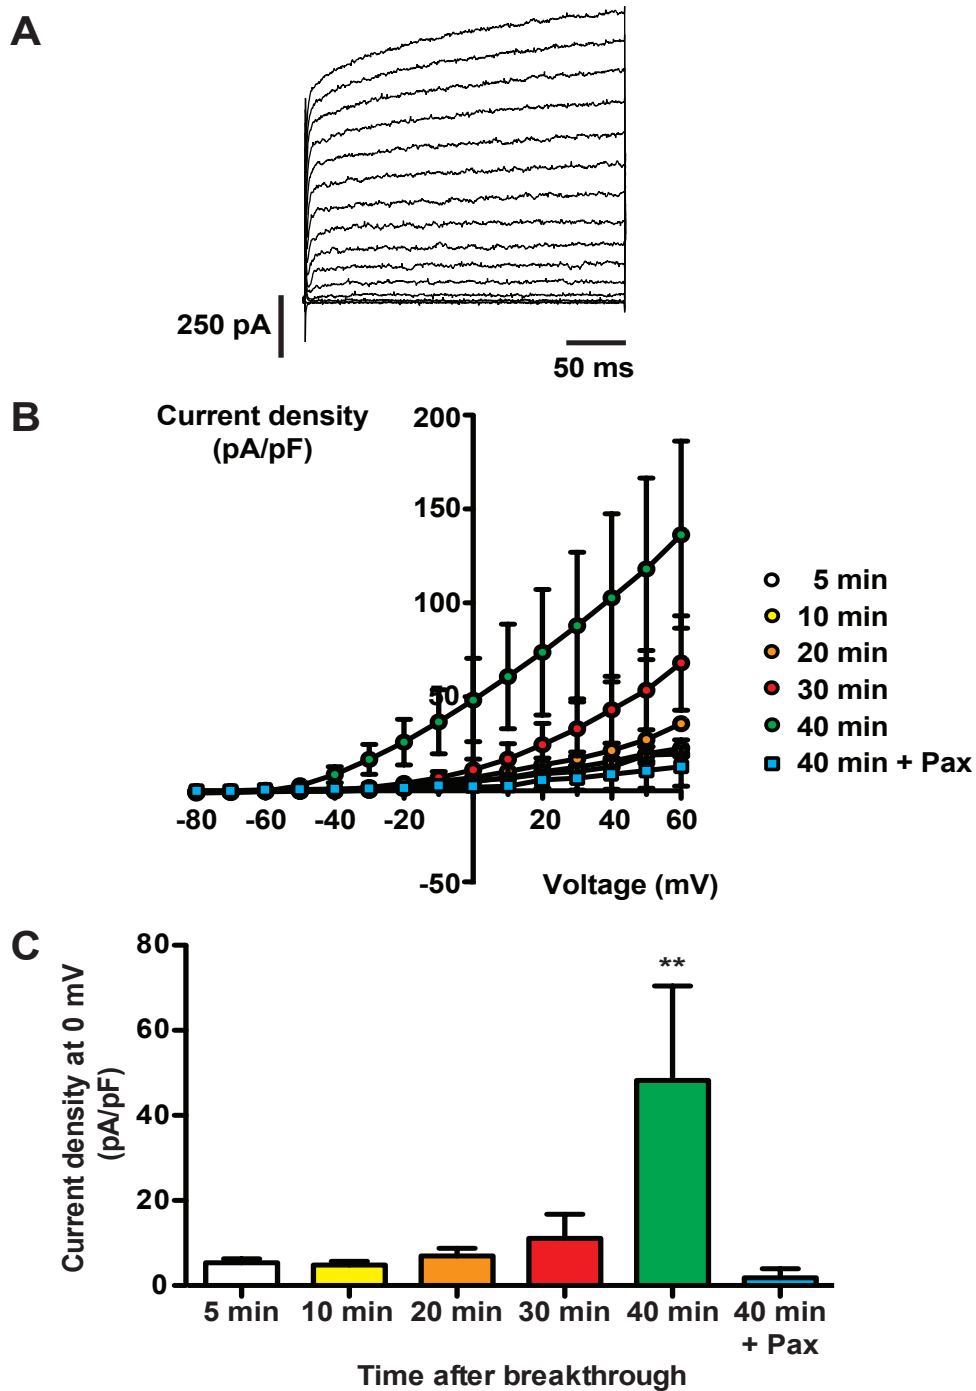 A
250 pA
50 ms
B
Current density
(pA/pF)
200
150
100
50
-50
-80
-60
-40
-20
20
40
60
Voltage (mV)
5 min
10 min
20 min
30 min
40 min
40 min + Pax
C
Current density at 0 mV
(pA/pF)
80
60
40
20
0
**
5 min
10 min
20 min
30 min
40 min
40 min
+ Pax
Time after breakthrough